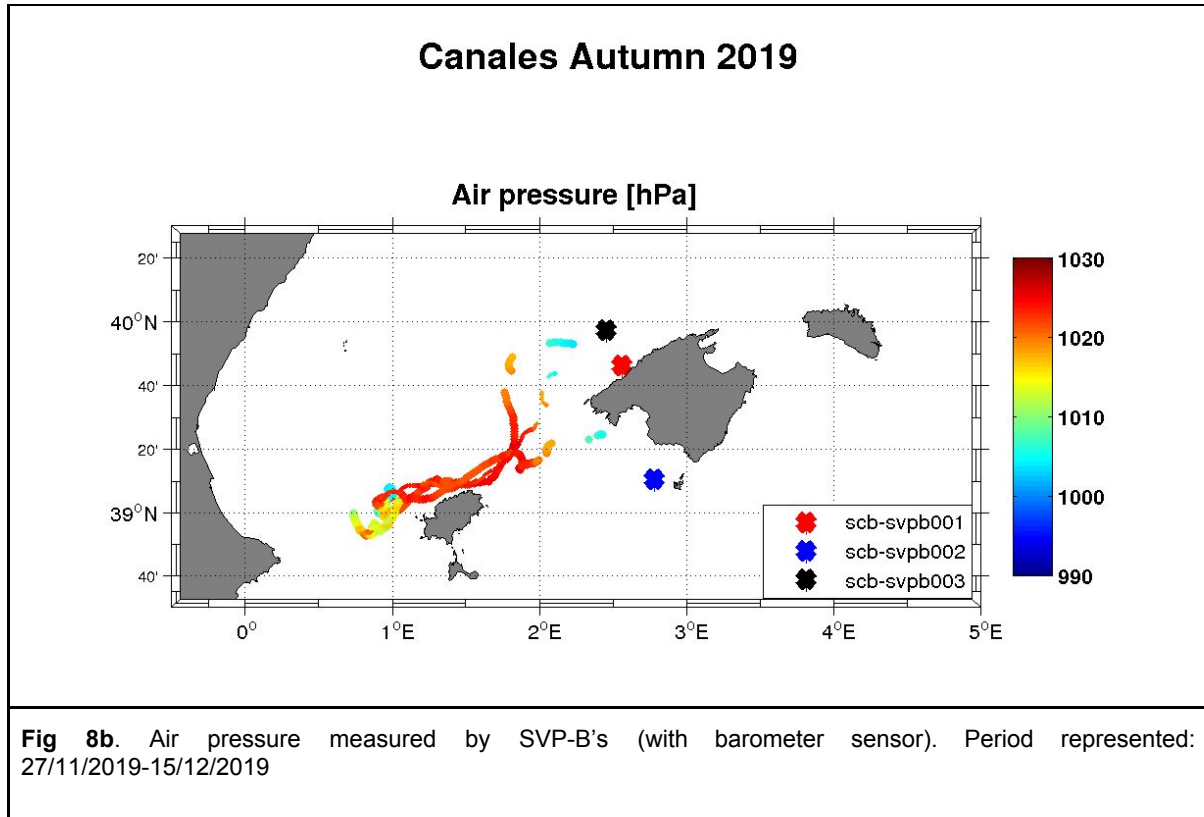 Canales Autumn 2019
Air pressure [hPa]
20'
40°N
40'
20'
39°N
40'
0°
1°E
2°E
3°E
4°E
5°E
1030
1020
1010
1000
990
scb-svpb001
scb-svpb002
scb-svpb003
Fig 8b. Air pressure measured by SVP-B's (with barometer sensor). Period represented:
27/11/2019-15/12/2019